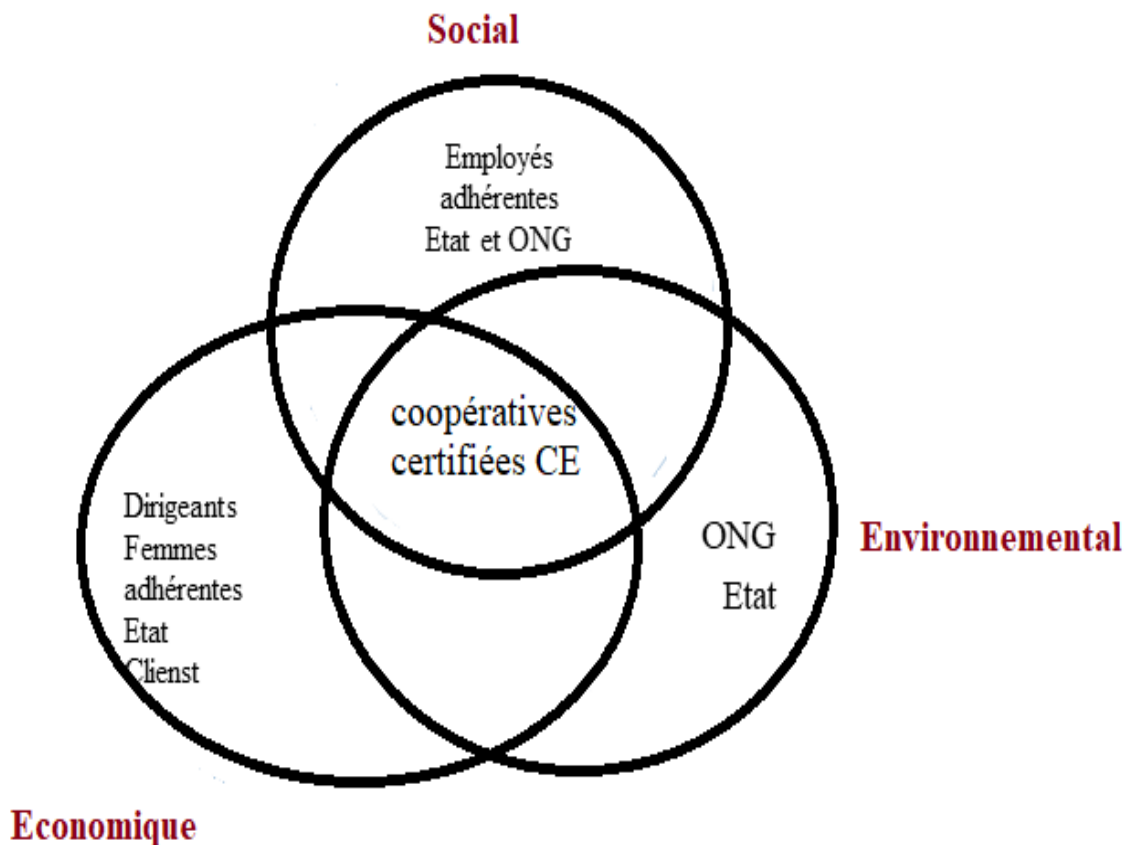 Social
Employés
adhérentes
Etat et ONG
coopératives
certifiées CE
Dirigeants
Femmes
adhérentes
Etat
Clienst
ONG
Etat
Environnemental
Economique